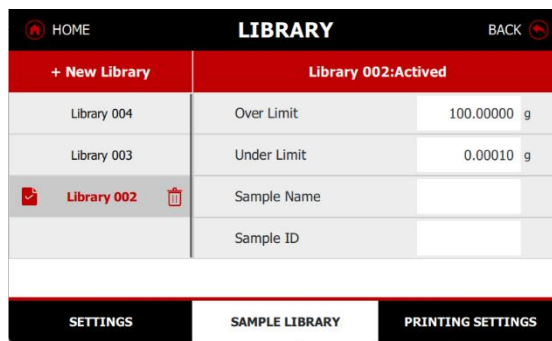 HOME LIBRARY BACK
+ New Library Library 002:Actived
Library 004 Over Limit 100.00000 g
Library 003 Under Limit 0.00010 g
Library 002 Sample Name
Sample ID
SETTINGS SAMPLE LIBRARY PRINTING SETTINGS